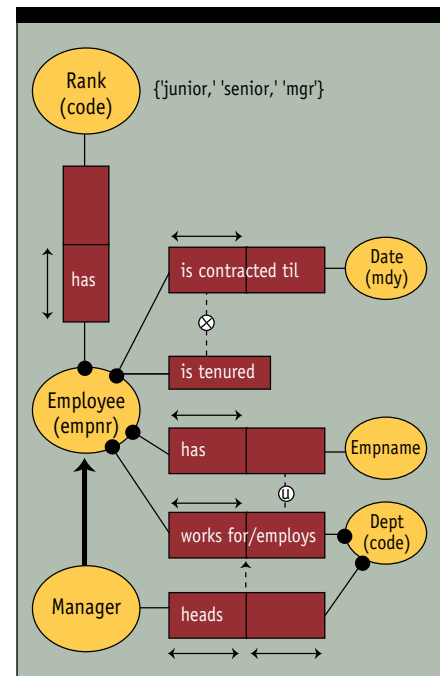 Rank
(code)
{'junior,' 'senior,' 'mgr'}
has
is contracted til
Date
(mdy)
is tenured
Employee
(empnr)
has
Empname
u
works for/employs
Dept
(code)
Manager
heads